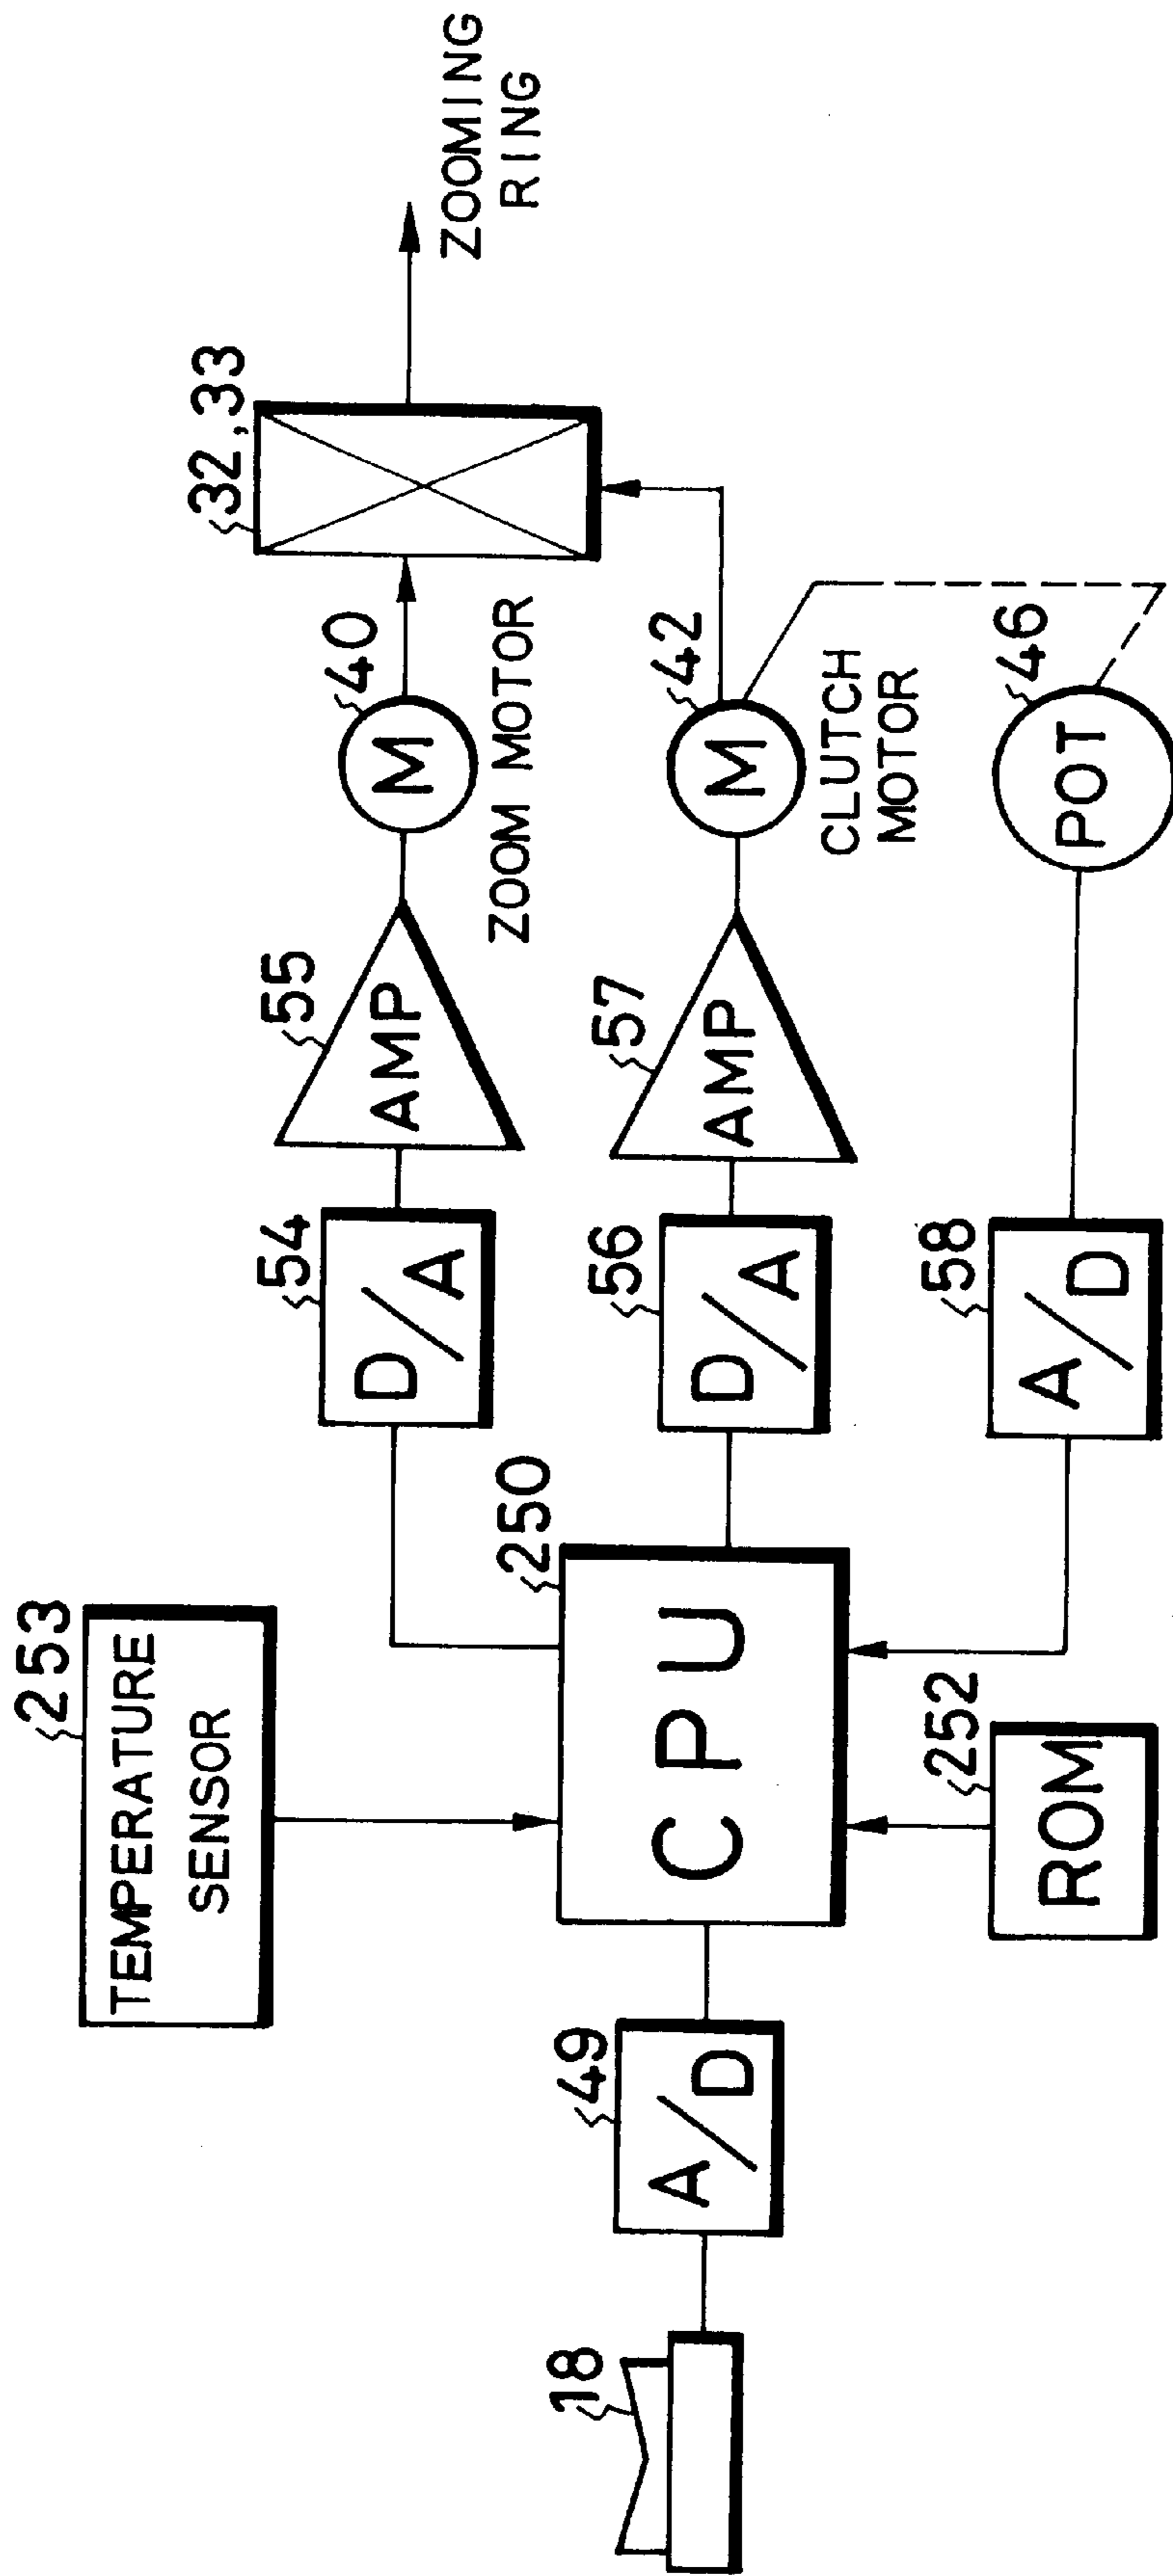 253
TEMPERATURE
SENSOR
32, 33
ZOOMING
RING
54
D/A
55
AMP
40
M
ZOOM MOTOR
18
49
A/D
250
CPU
56
D/A
57
AMP
42
M
CLUTCH
MOTOR
252
ROM
58
A/D
46
POT